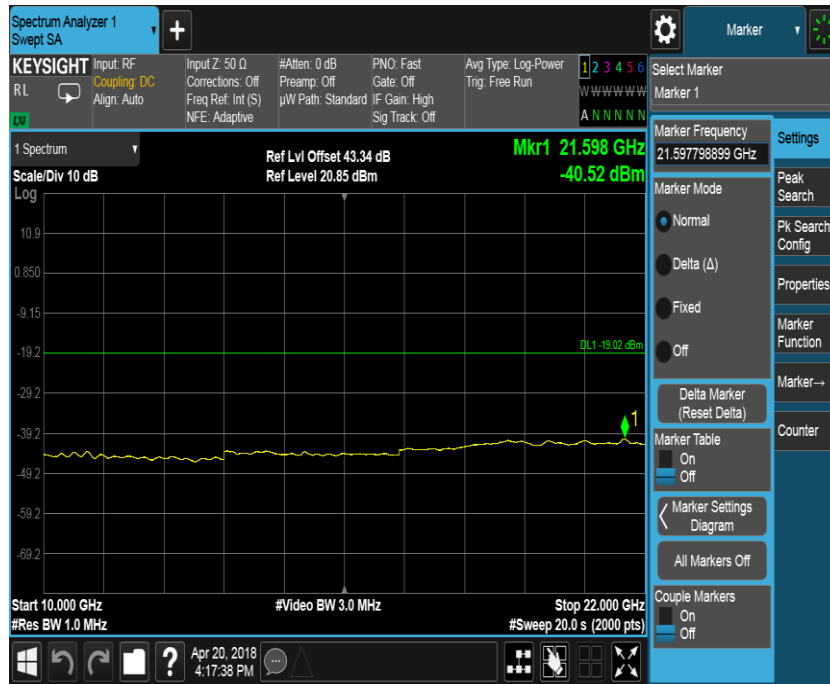 Spectrum Analyzer 1
Swept SA
+
Marker
KEYSIGHT
RL
LXI
Input: RF
Coupling: DC
Align: Auto
Input Z: 50 Ω
Corrections: Off
Freq Ref: Int (S)
NFE: Adaptive
#Atten: 0 dB
Preamp: Off
µW Path: Standard
PNO: Fast
Gate: Off
IF Gain: High
Sig Track: Off
Avg Type: Log-Power
Trig: Free Run
1 2 3 4 5 6
W W W W W W
A N N N N N
Select Marker
Marker 1
1 Spectrum
Scale/Div 10 dB
Log
Ref Lvl Offset 43.34 dB
Ref Level 20.85 dBm
Mkr1 21.598 GHz
-40.52 dBm
10.9
0.850
-9.15
-19.2
-29.2
-39.2
-49.2
-59.2
-69.2
DL1 -19.02 dBm
1
Start 10.000 GHz
#Res BW 1.0 MHz
#Video BW 3.0 MHz
Stop 22.000 GHz
#Sweep 20.0 s (2000 pts)
Marker Frequency
21.597798899 GHz
Marker Mode
Normal
Delta (Δ)
Fixed
Off
Delta Marker
(Reset Delta)
Marker Table
On
Off
Marker Settings
Diagram
All Markers Off
Couple Markers
On
Off
Settings
Peak
Search
Pk Search
Config
Properties
Marker
Function
Marker→
Counter
?
Apr 20, 2018
4:17:38 PM